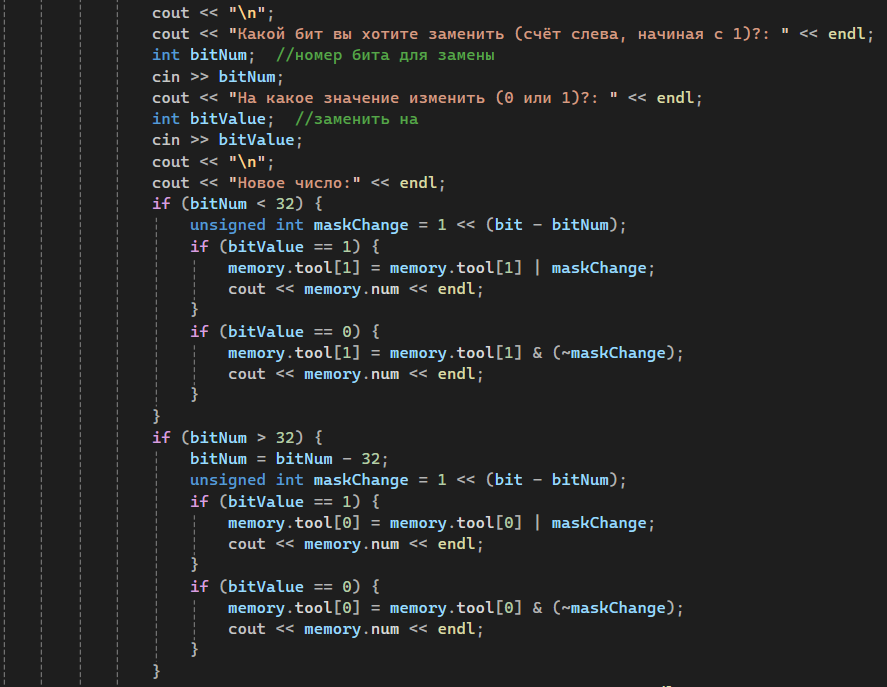 cout << "\n";
cout << "Какой бит вы хотите заменить (счёт слева, начиная с 1)?: " << endl;
int bitNum;  //номер бита для замены
cin >> bitNum;
cout << "На какое значение изменить (0 или 1)?: " << endl;
int bitValue;  //заменить на
cin >> bitValue;
cout << "\n";
cout << "Новое число:" << endl;
if (bitNum < 32) {
    unsigned int maskChange = 1 << (bit - bitNum);
    if (bitValue == 1) {
        memory.tool[1] = memory.tool[1] | maskChange;
        cout << memory.num << endl;
    }
    if (bitValue == 0) {
        memory.tool[1] = memory.tool[1] & (~maskChange);
        cout << memory.num << endl;
    }
}
if (bitNum > 32) {
    bitNum = bitNum - 32;
    unsigned int maskChange = 1 << (bit - bitNum);
    if (bitValue == 1) {
        memory.tool[0] = memory.tool[0] | maskChange;
        cout << memory.num << endl;
    }
    if (bitValue == 0) {
        memory.tool[0] = memory.tool[0] & (~maskChange);
        cout << memory.num << endl;
    }
}